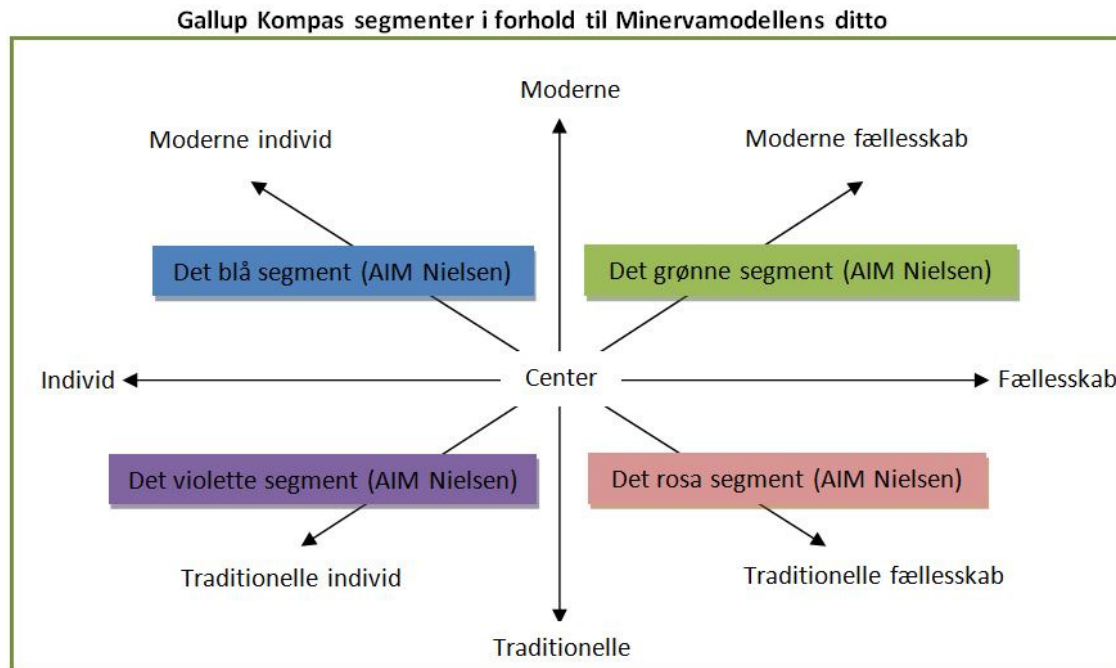 Gallup Kompas segmenter i forhold til Minervamodellens ditto
Moderne
Moderne individ
Moderne fællesskab
Det blå segment (AIM Nielsen)
Det grønne segment (AIM Nielsen)
Individ
Center
Fællesskab
Det violette segment (AIM Nielsen)
Det rosa segment (AIM Nielsen)
Traditionelle individ
Traditionelle fællesskab
Traditionelle